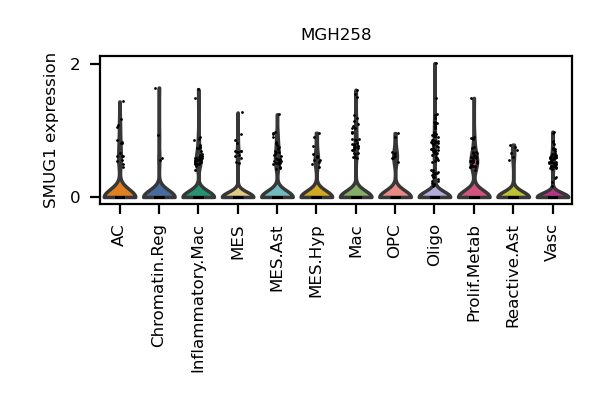 MGH258
SMUG1 expression
2
0
AC
Chromatin.Reg
Inflammatory.Mac
MES
MES.Ast
MES.Hyp
Mac
OPC
Oligo
Prolif.Metab
Reactive.Ast
Vasc